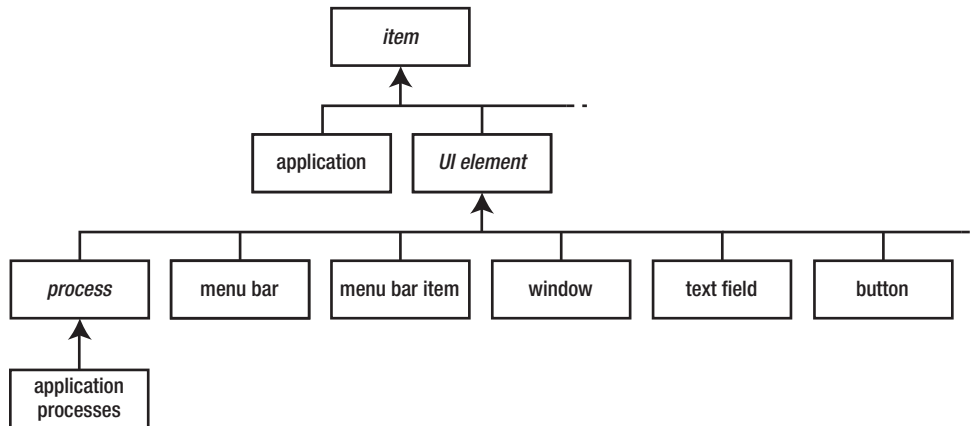 item
application
UI element
process
menu bar
menu bar item
window
text field
button
application
processes